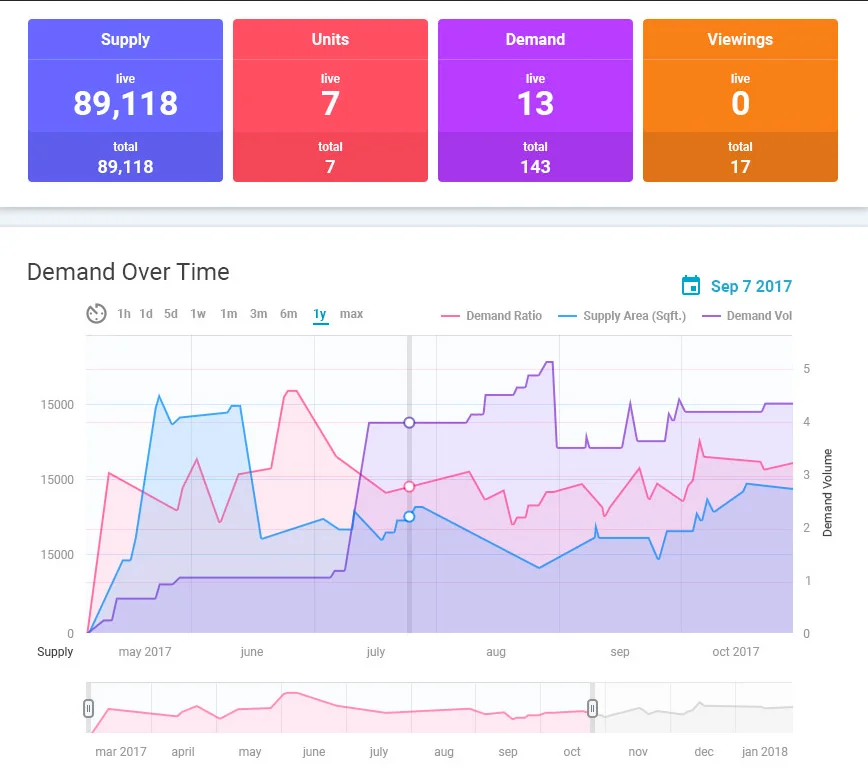 Supply Units Demand Viewings
live live live live
89,118 7 13 0
total total total total
89,118 7 143 17
Demand Over Time
Sep 7 2017
1h 1d 5d 1w 1m 3m 6m 1y max
Demand Ratio Supply Area (Sqft.) Demand Vol
5
15000
4
15000 3
2
15000
1
0 0
Demand Volume
Supply may 2017 june july aug sep oct 2017
mar 2017 april may june july aug sep oct nov dec jan 2018